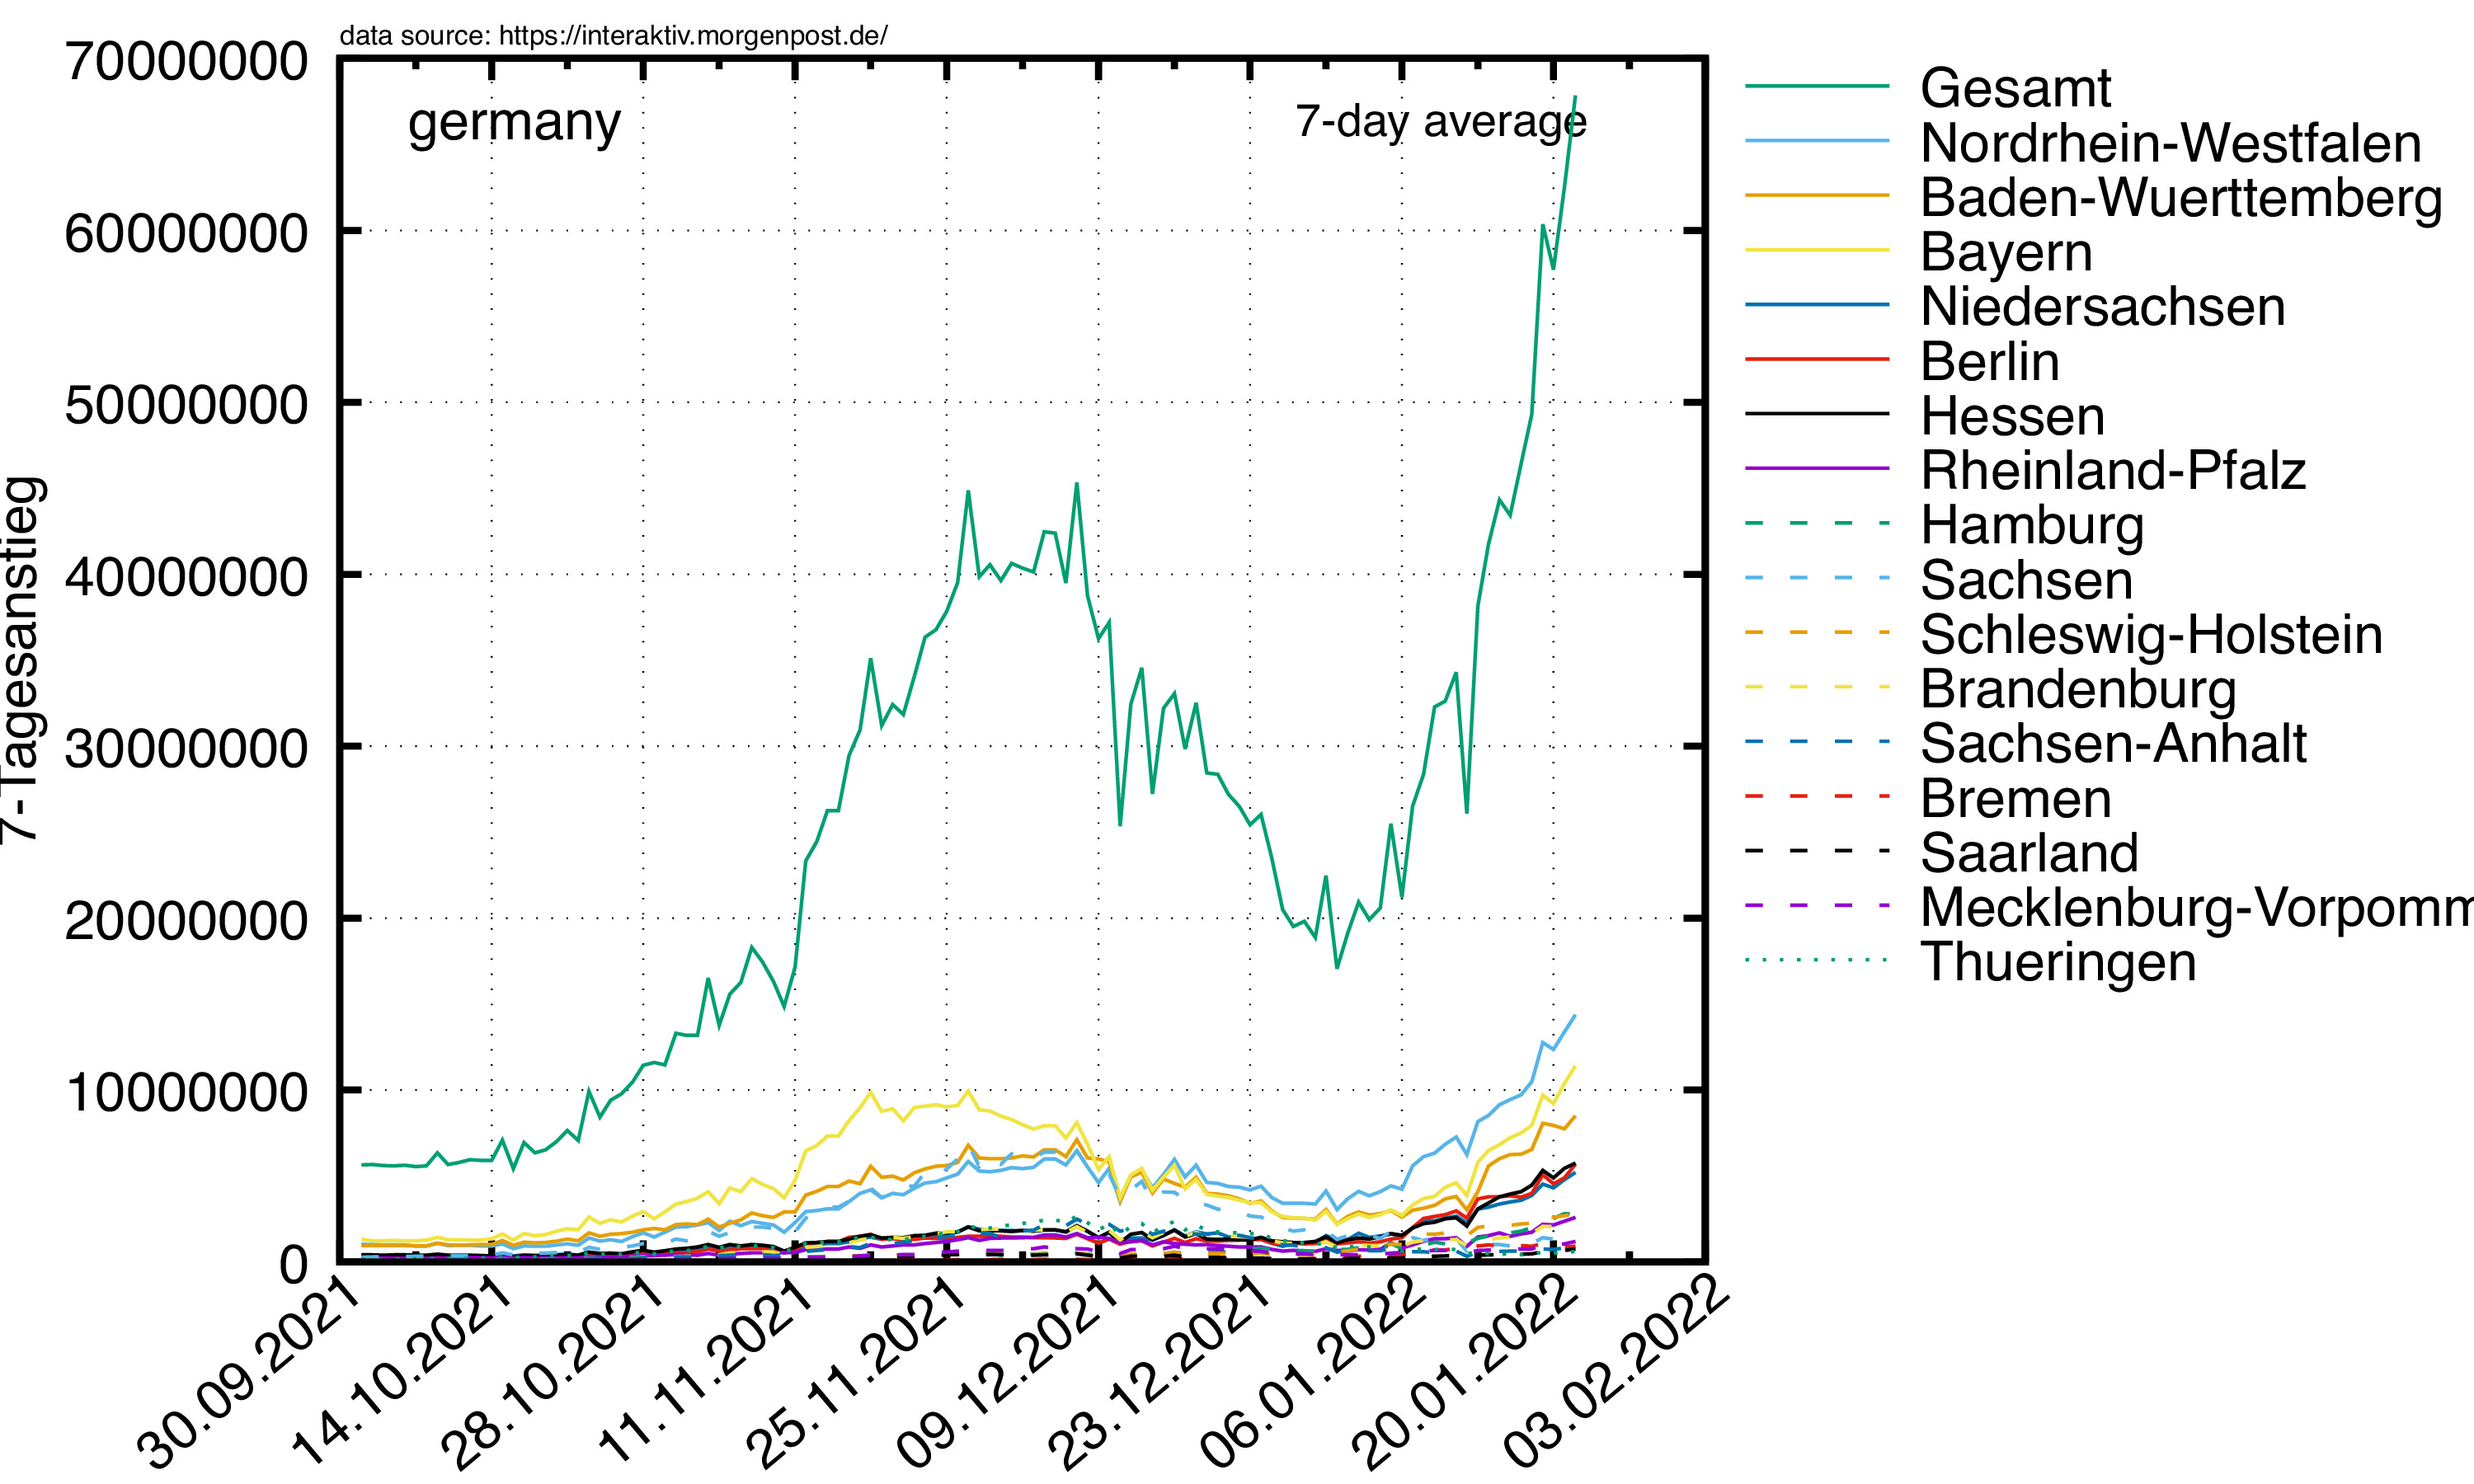 data source: https://interaktiv.morgenpost.de/
germany
7-day average
7-Tagesanstieg
70000000
60000000
50000000
40000000
30000000
20000000
10000000
0
30.09.2021
14.10.2021
28.10.2021
11.11.2021
25.11.2021
09.12.2021
23.12.2021
06.01.2022
20.01.2022
03.02.2022
Gesamt
Nordrhein-Westfalen
Baden-Wuerttemberg
Bayern
Niedersachsen
Berlin
Hessen
Rheinland-Pfalz
Hamburg
Sachsen
Schleswig-Holstein
Brandenburg
Sachsen-Anhalt
Bremen
Saarland
Mecklenburg-Vorpomm
Thueringen